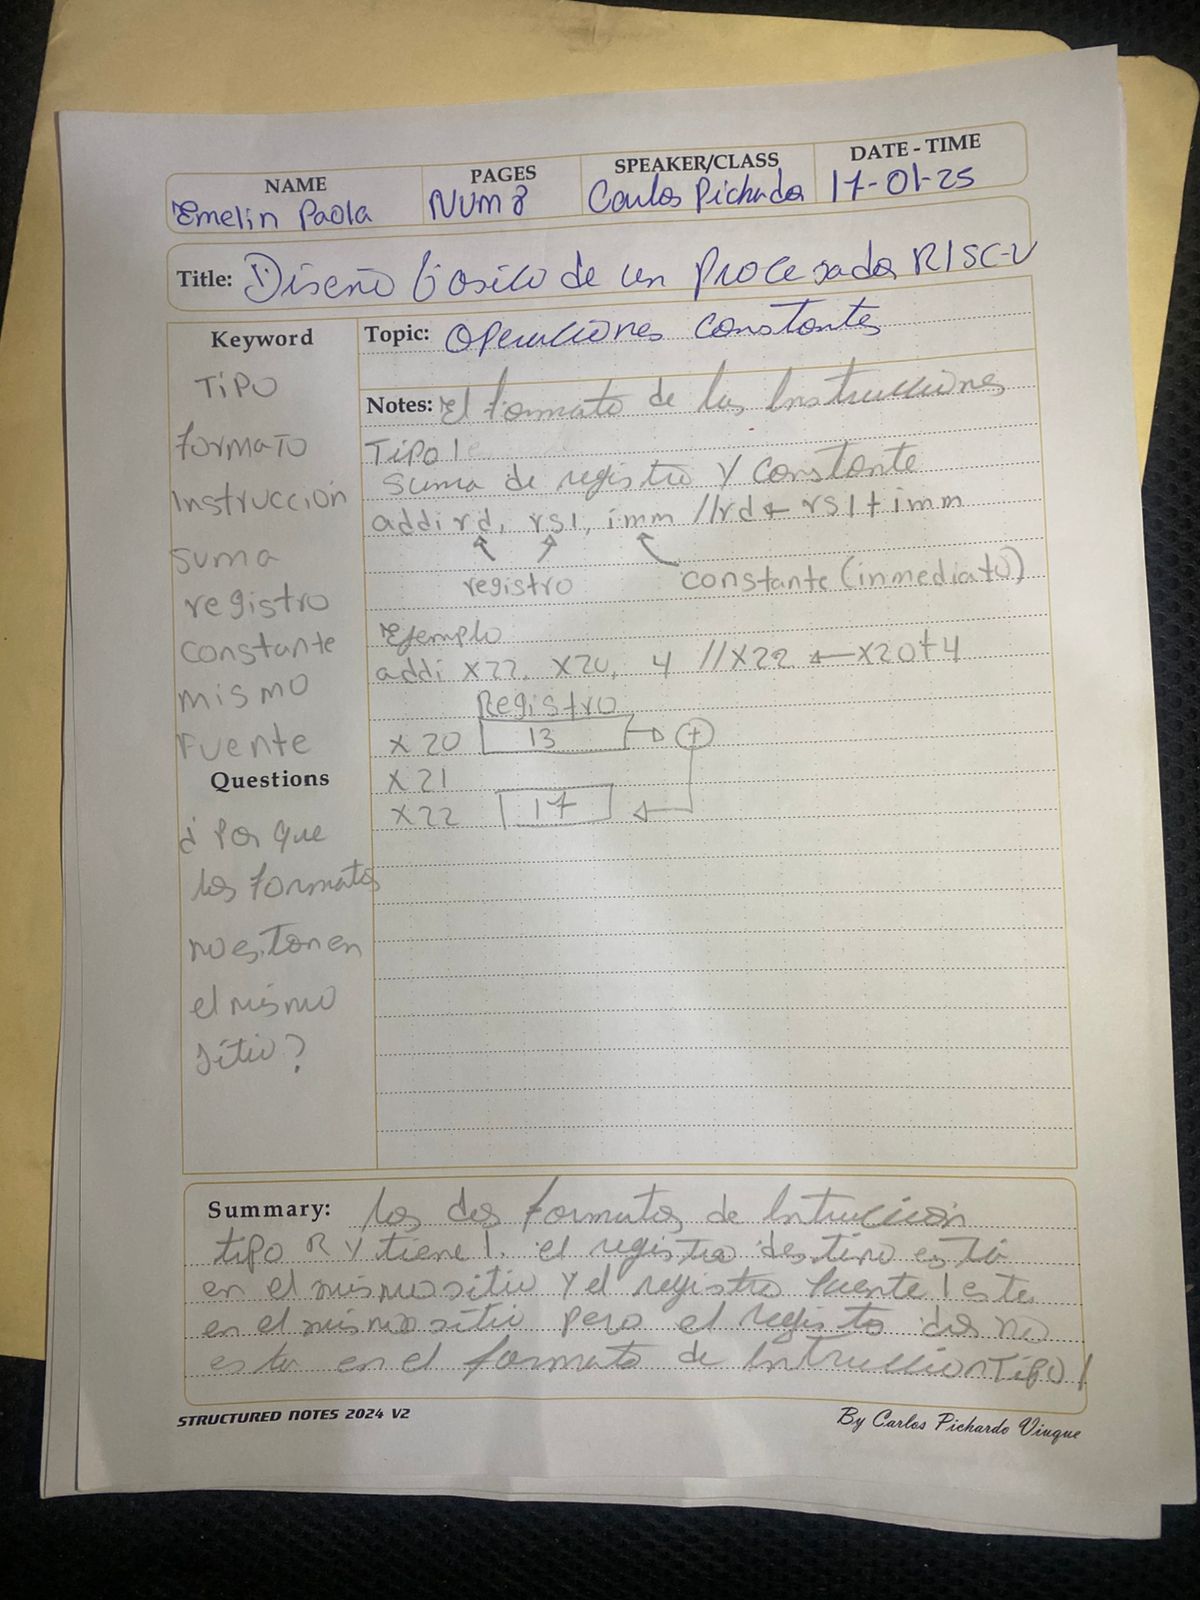 NAME PAGES SPEAKER/CLASS DATE - TIME
Emelin Paola Num 8 Carlos Pichardo 17-01-25
Title: Diseño básico de un Procesador RISC-V
Keyword
Tipo
formato
Instrucción
Suma
registro
constante
mismo
Fuente
Questions
¿Por que
los formatos
no estan en
el mismo
sitio?
Topic: Operaciones constantes
Notes: El formato de las Instrucciones
Tipo I
Suma de registro y constante
addi rd, rs1, imm //rd ← rs1 + imm
registro constante (inmediato)
Ejemplo
addi x22, x20, 4 //x22 ← x20 + 4
Registro
x20 13 +
x21
x22 17
Summary: los dos formatos de Intrucción
tipo R y tiene I. el registro destino está
en el mismo sitio y el registro fuente 1 esta
en el mismo sitio pero el registo dos no
esta en el formato de Intruccion Tipo I
STRUCTURED NOTES 2024 V2
By Carlos Pichardo Viuque